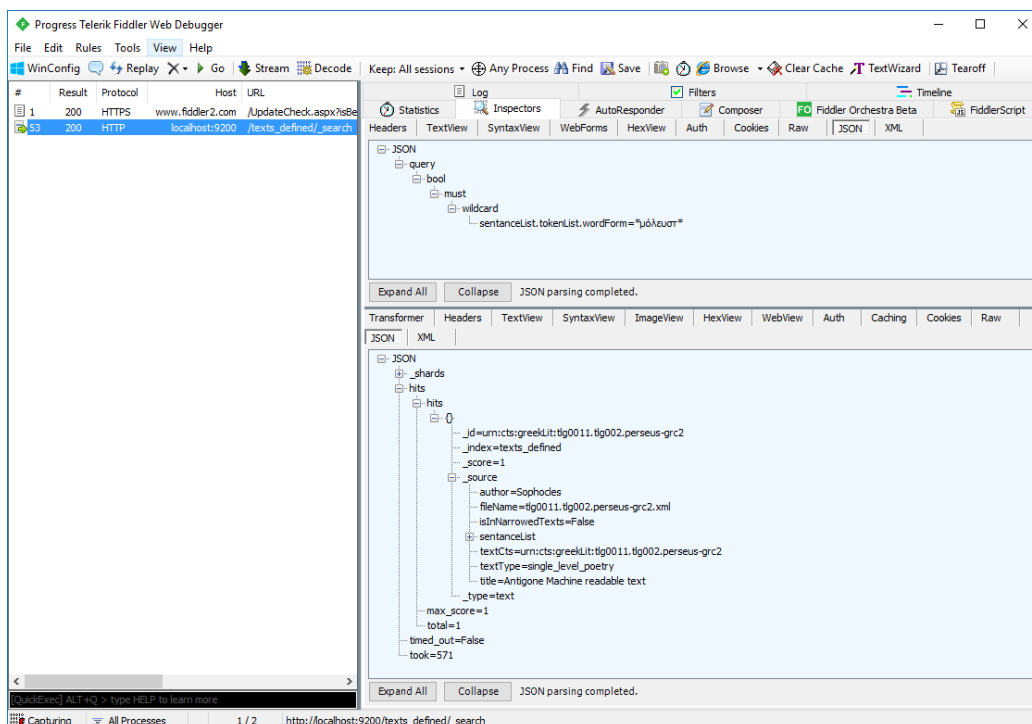 Progress Telerik Fiddler Web Debugger
File Edit Rules Tools View Help
WinConfig Replay Go Stream Decode Keep: All sessions Any Process Find Save Browse Clear Cache TextWizard Tearoff
# Result Protocol Host URL
1 200 HTTPS www.fiddler2.com /UpdateCheck.aspx?isBe
53 200 HTTP localhost:9200 /texts_defined/_search
Log Filters Timeline
Statistics Inspectors AutoResponder Composer FO Fiddler Orchestra Beta FiddlerScript
Headers TextView SyntaxView WebForms HexView Auth Cookies Raw JSON XML
JSON
query
bool
must
wildcard
sentanceList.tokenList.wordForm=*μόλευστ*
Expand All Collapse JSON parsing completed.
Transformer Headers TextView SyntaxView ImageView HexView WebView Auth Caching Cookies Raw
JSON XML
JSON
_shards
hits
hits
{}
_id=urn:cts:greekLit:tlg0011.tlg002.perseus-grc2
_index=texts_defined
_score=1
_source
author=Sophocles
fileName=tlg0011.tlg002.perseus-grc2.xml
isInNarrowedTexts=False
sentanceList
textCts=urn:cts:greekLit:tlg0011.tlg002.perseus-grc2
textType=single_level_poetry
title=Antigone Machine readable text
_type=text
max_score=1
total=1
timed_out=False
took=571
Expand All Collapse JSON parsing completed.
[QuickExec] ALT+Q > type HELP to learn more
Capturing All Processes 1 / 2 http://localhost:9200/texts_defined/_search